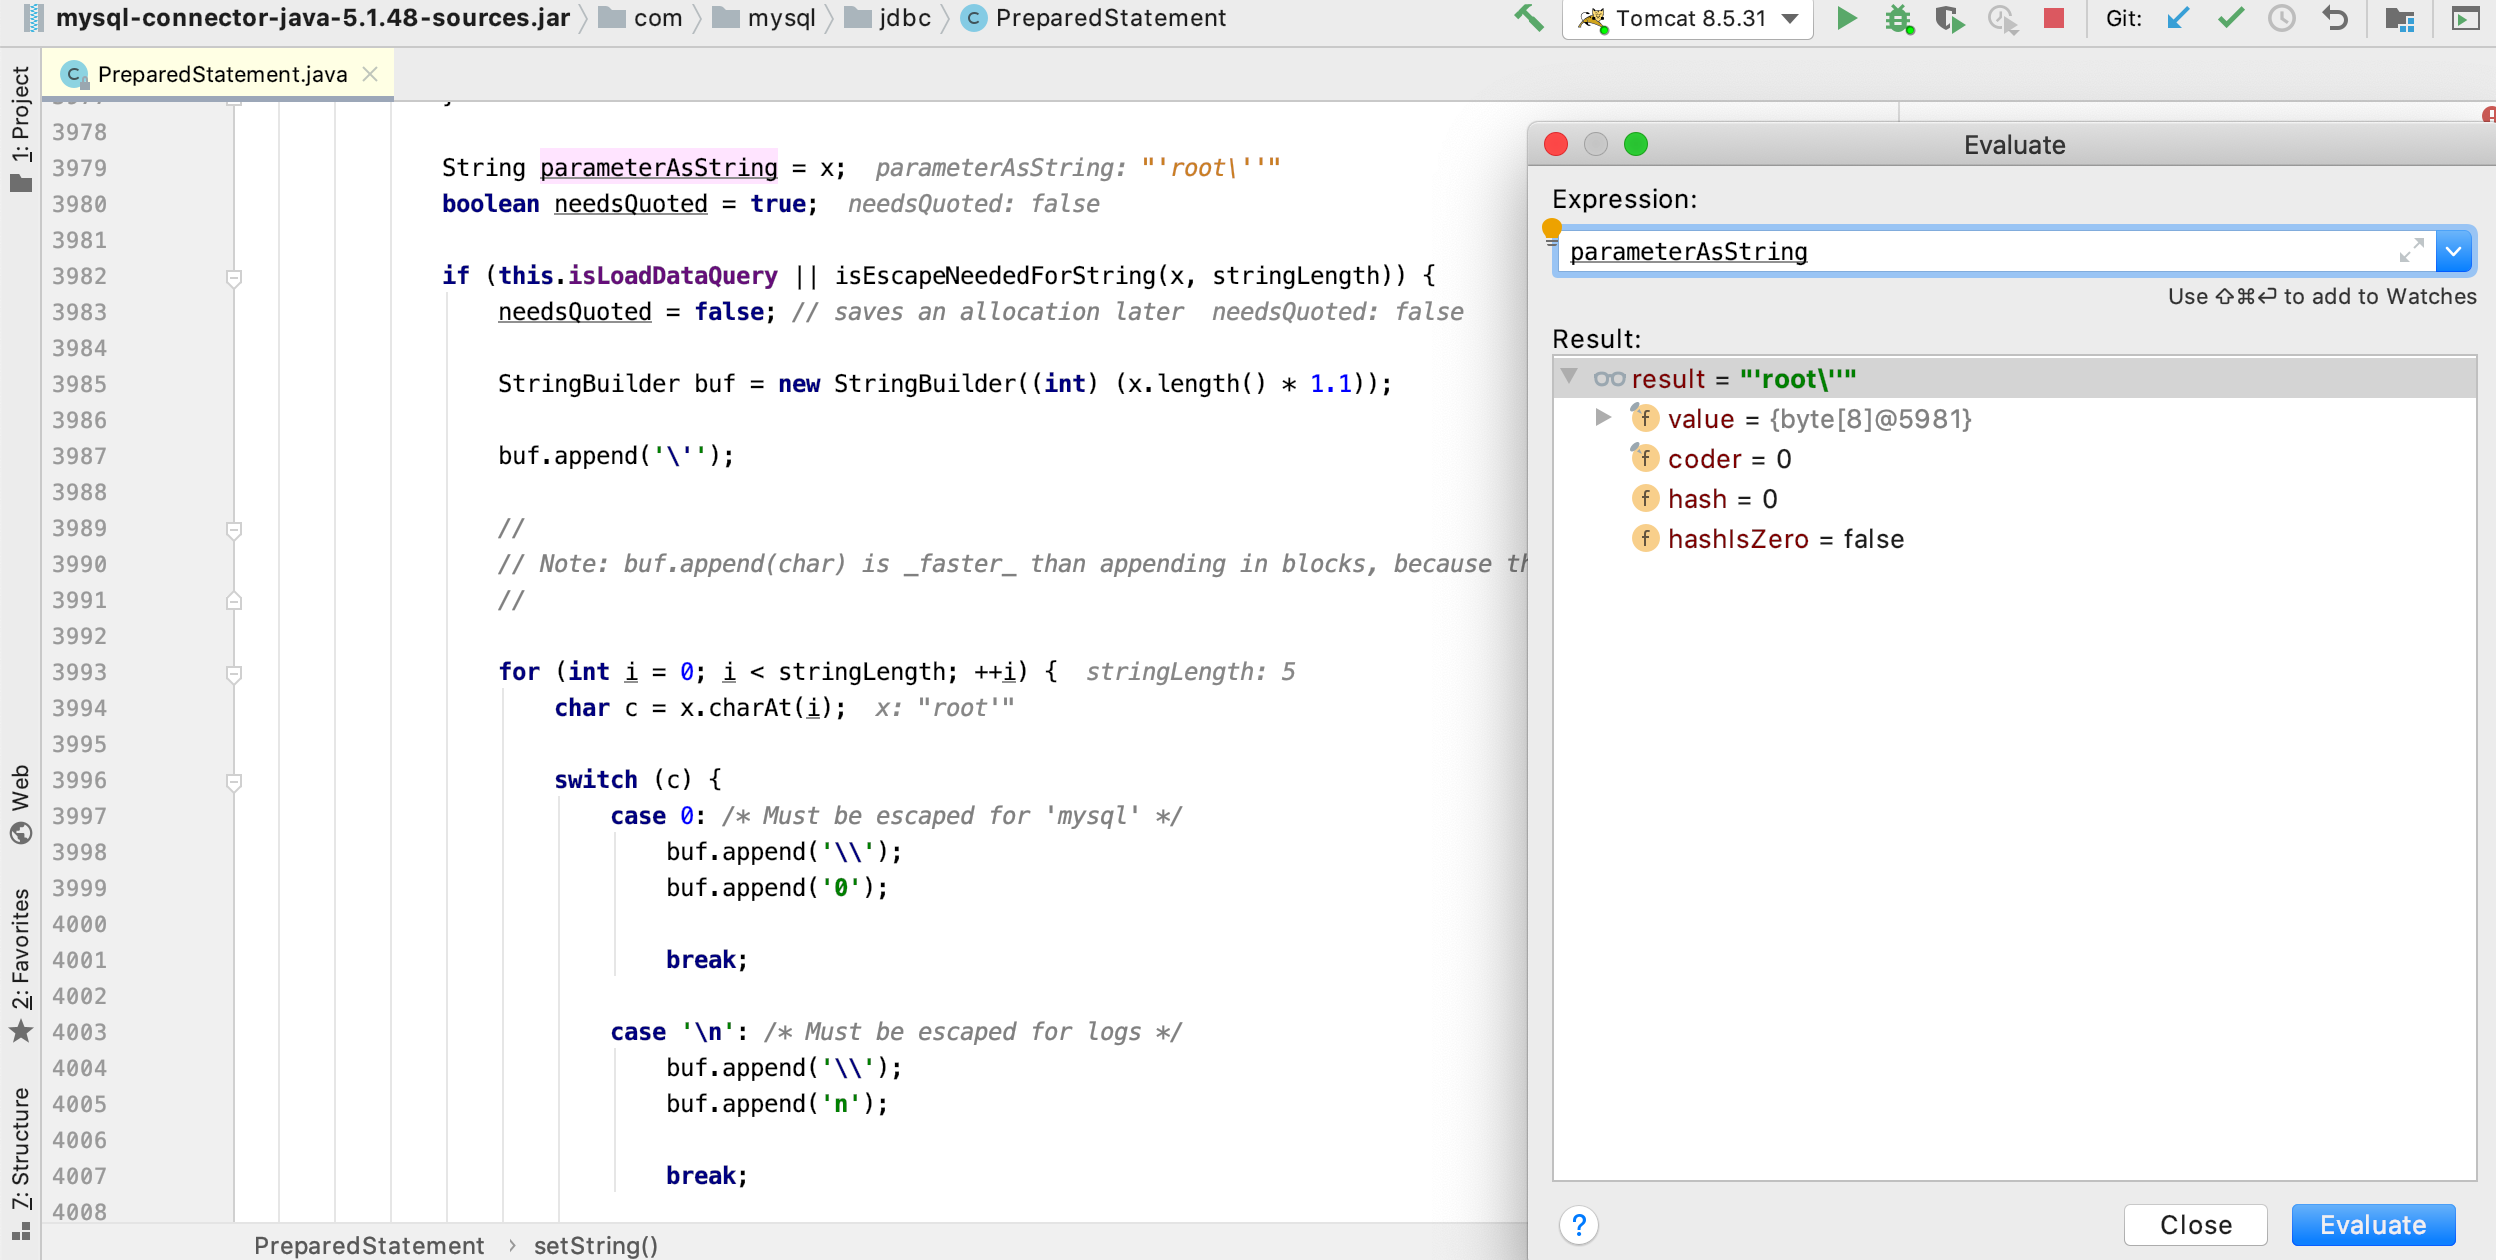 mysql-connector-java-5.1.48-sources.jar com mysql jdbc C PreparedStatement Tomcat 8.5.31 Git:
C PreparedStatement.java
1: Project
Web
2: Favorites
7: Structure
3978
3979 String parameterAsString = x; parameterAsString: "'root\''"
3980 boolean needsQuoted = true; needsQuoted: false
3981
3982 if (this.isLoadDataQuery || isEscapeNeededForString(x, stringLength)) {
3983 needsQuoted = false; // saves an allocation later needsQuoted: false
3984
3985 StringBuilder buf = new StringBuilder((int) (x.length() * 1.1));
3986
3987 buf.append('\'');
3988
3989 //
3990 // Note: buf.append(char) is _faster_ than appending in blocks, because th
3991 //
3992
3993 for (int i = 0; i < stringLength; ++i) { stringLength: 5
3994 char c = x.charAt(i); x: "root'"
3995
3996 switch (c) {
3997 case 0: /* Must be escaped for 'mysql' */
3998 buf.append('\\');
3999 buf.append('0');
4000
4001 break;
4002
4003 case '\n': /* Must be escaped for logs */
4004 buf.append('\\');
4005 buf.append('n');
4006
4007 break;
4008
PreparedStatement › setString()
Evaluate
Expression:
parameterAsString
Use ⇧⌘⏎ to add to Watches
Result:
result = "'root\''"
f value = {byte[8]@5981}
f coder = 0
f hash = 0
f hashIsZero = false
? Close Evaluate